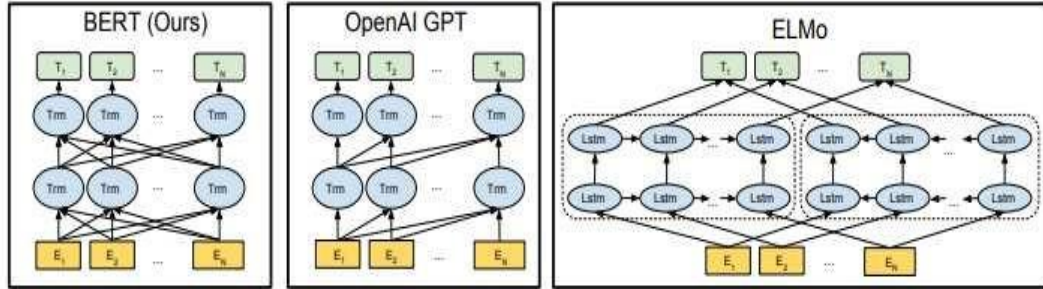 BERT (Ours)
T1 T2 ... TN
Trm Trm ... Trm
Trm Trm ... Trm
E1 E2 ... EN
OpenAI GPT
T1 T2 ... TN
Trm Trm ... Trm
Trm Trm ... Trm
E1 E2 ... EN
ELMo
T1 T2 ... TN
Lstm Lstm ... Lstm Lstm Lstm ... Lstm
Lstm Lstm ... Lstm Lstm Lstm ... Lstm
E1 E2 ... EN